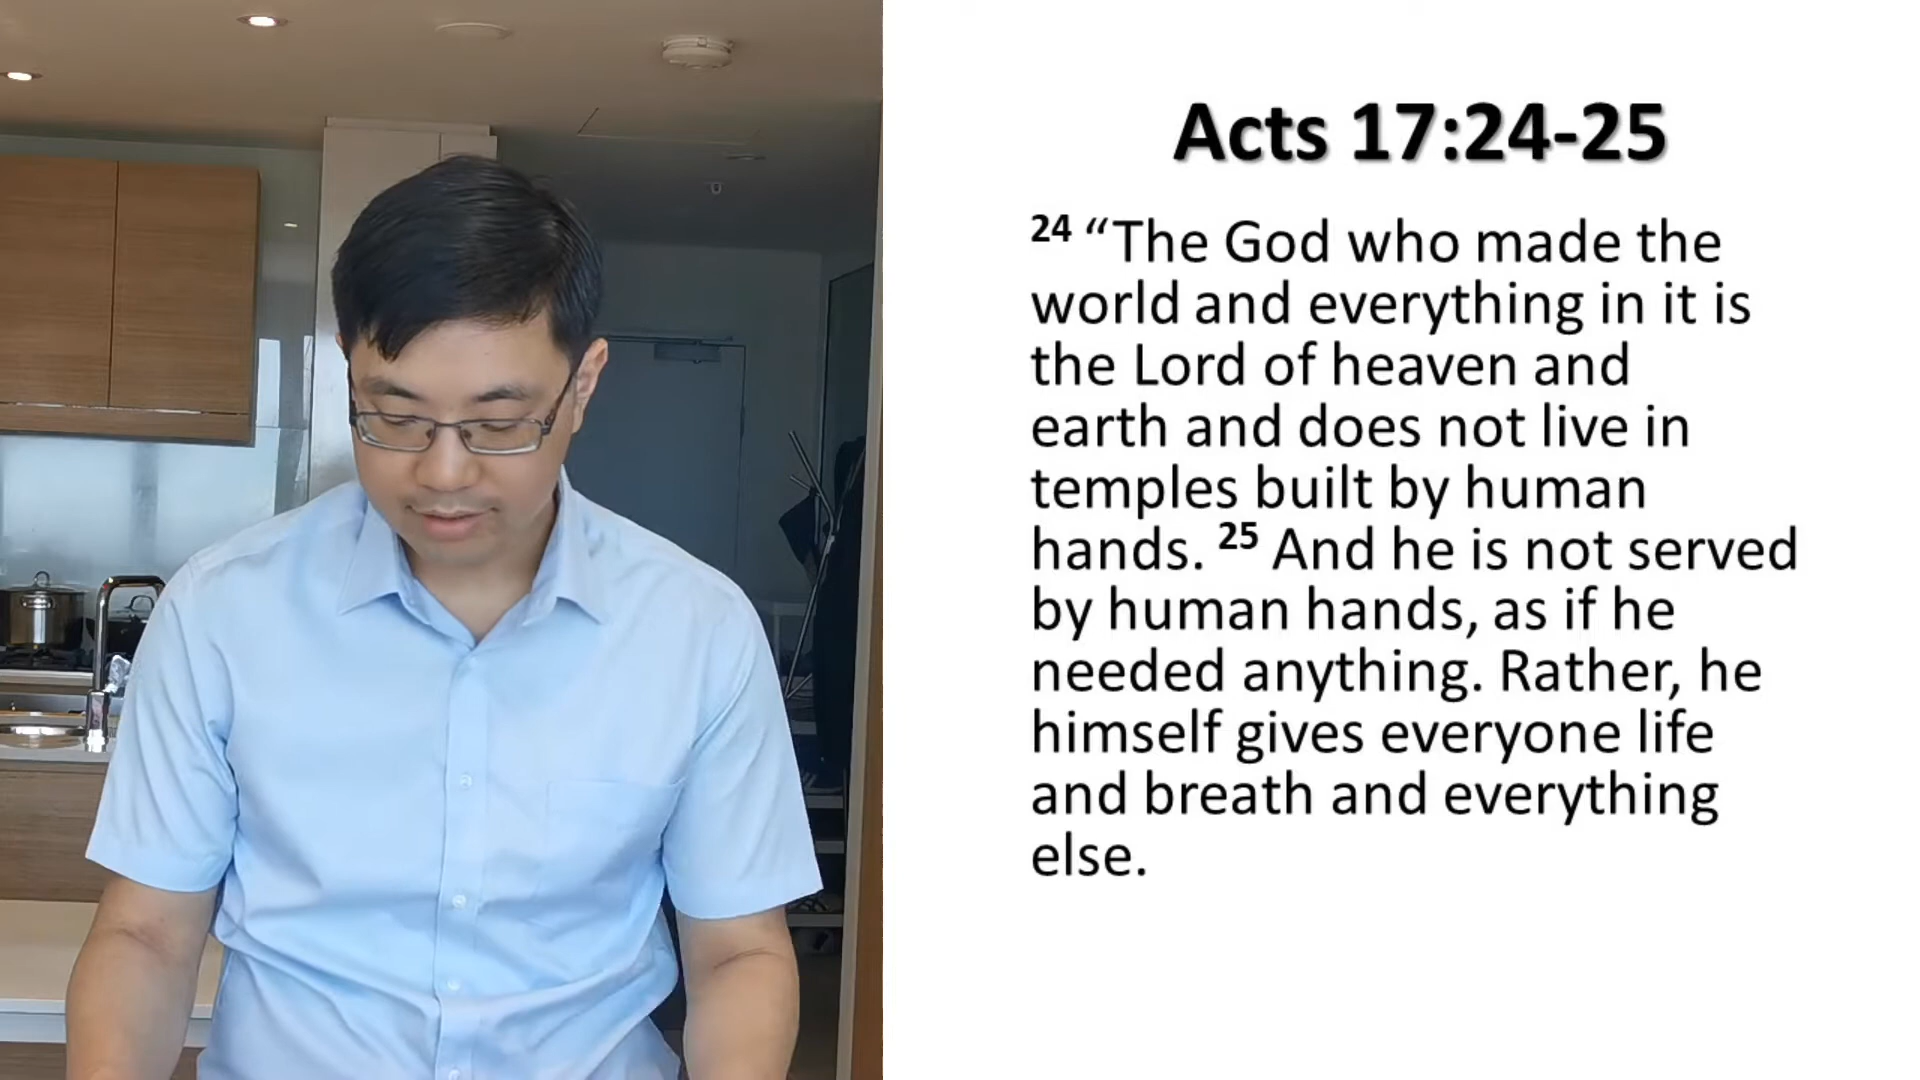 Acts 17:24-25
24 “The God who made the
world and everything in it is
the Lord of heaven and
earth and does not live in
temples built by human
hands. 25 And he is not served
by human hands, as if he
needed anything. Rather, he
himself gives everyone life
and breath and everything
else.